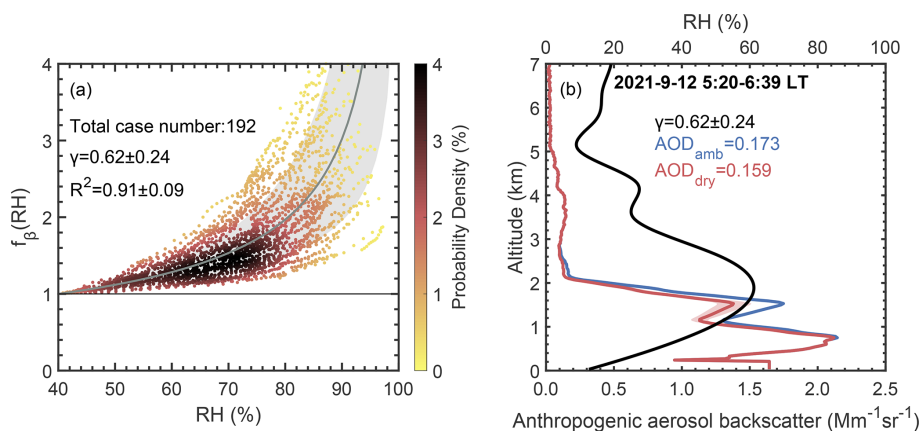 (a)
Total case number:192
γ=0.62±0.24
R²=0.91±0.09
f_β(RH)
4
3
2
1
0
40 50 60 70 80 90 100
RH (%)
4
3
2
1
0
Probability Density (%)
RH (%)
0 20 40 60 80 100
(b)
2021-9-12 5:20-6:39 LT
γ=0.62±0.24
AOD_amb=0.173
AOD_dry=0.159
Altitude (km)
7
6
5
4
3
2
1
0
0.0 0.5 1.0 1.5 2.0 2.5
Anthropogenic aerosol backscatter (Mm⁻¹sr⁻¹)